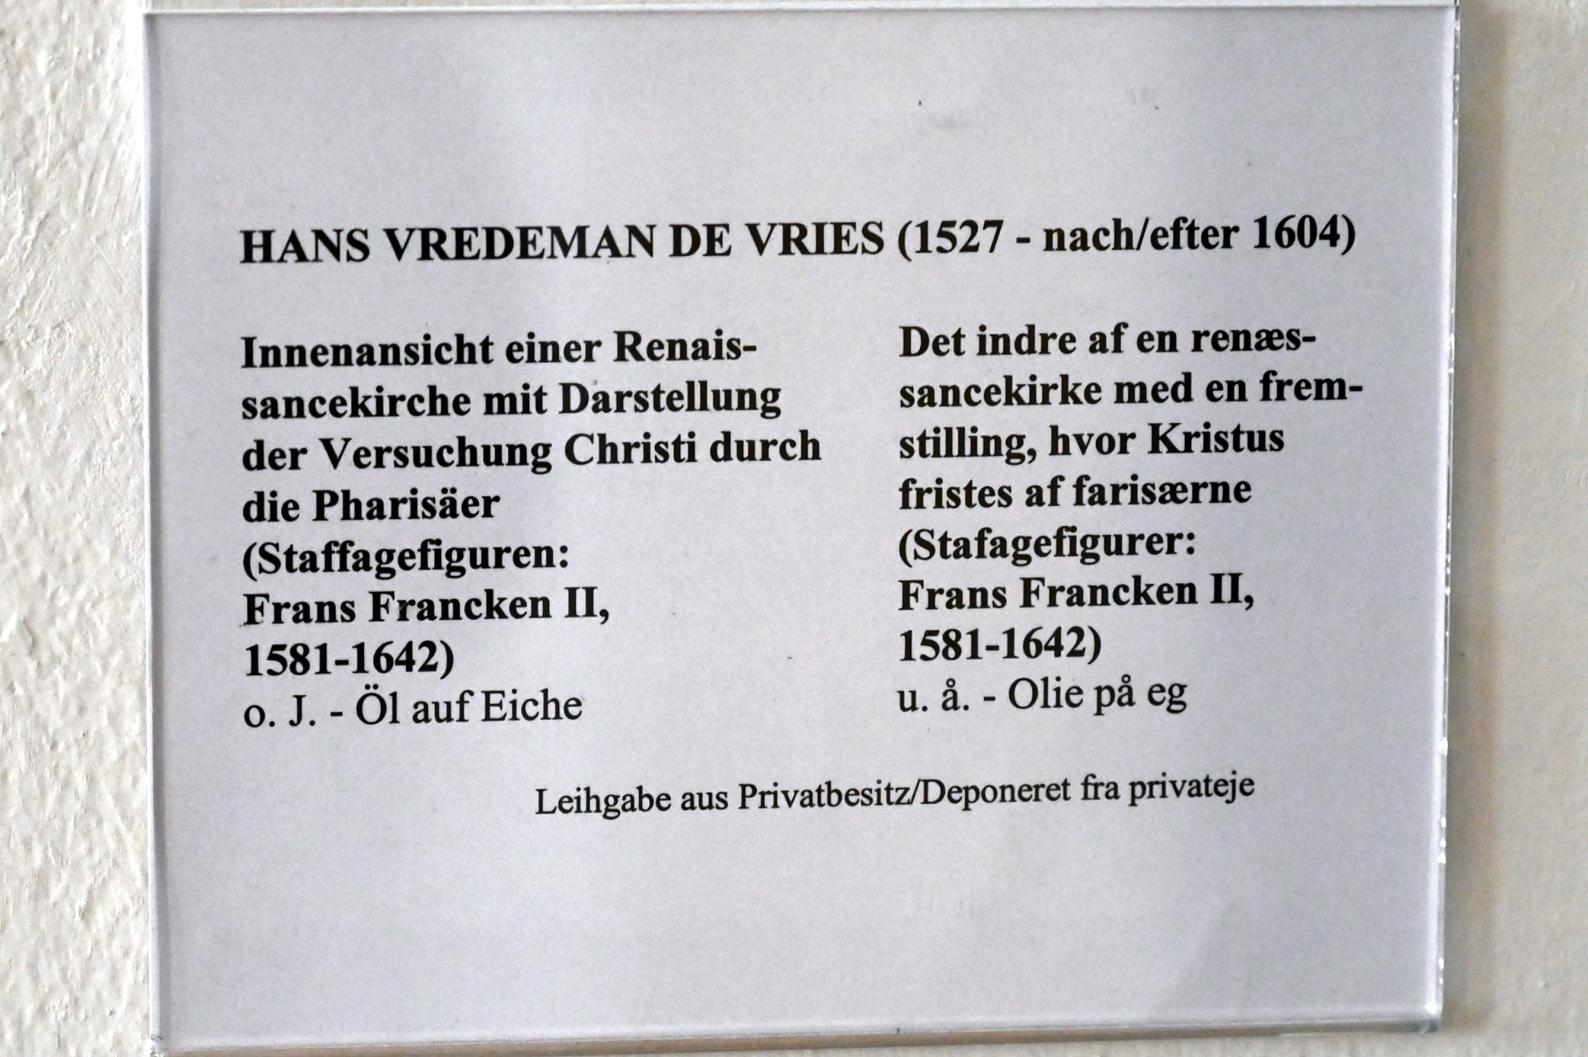 HANS VREDEMAN DE VRIES (1527 - nach/efter 1604)
Innenansicht einer Renais-
sancekirche mit Darstellung
der Versuchung Christi durch
die Pharisäer
(Staffagefiguren:
Frans Francken II,
1581-1642)
o. J. - Öl auf Eiche
Det indre af en renæs-
sancekirke med en frem-
stilling, hvor Kristus
fristes af farisærne
(Stafagefigurer:
Frans Francken II,
1581-1642)
u. å. - Olie på eg
Leihgabe aus Privatbesitz/Deponeret fra privateje